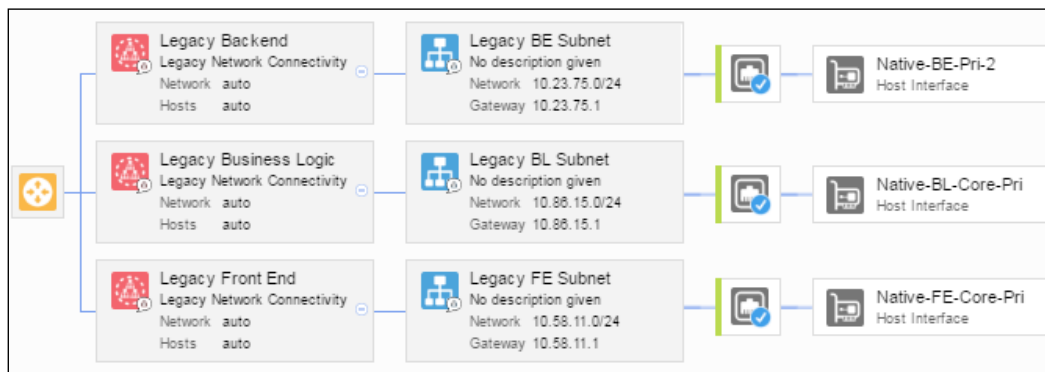 Legacy Backend
Legacy Network Connectivity
Network auto
Hosts auto
Legacy BE Subnet
No description given
Network 10.23.75.0/24
Gateway 10.23.75.1
Native-BE-Pri-2
Host Interface
Legacy Business Logic
Legacy Network Connectivity
Network auto
Hosts auto
Legacy BL Subnet
No description given
Network 10.86.15.0/24
Gateway 10.86.15.1
Native-BL-Core-Pri
Host Interface
Legacy Front End
Legacy Network Connectivity
Network auto
Hosts auto
Legacy FE Subnet
No description given
Network 10.58.11.0/24
Gateway 10.58.11.1
Native-FE-Core-Pri
Host Interface